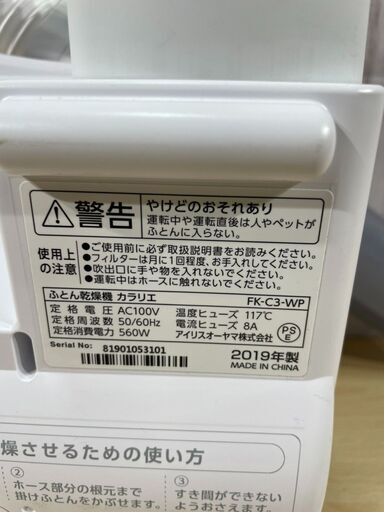 警告
やけどのおそれあり
運転中や運転直後は人やペットが
ふとんに入らない。
使用上
の注意
●ご使用前に必ず取扱説明書をお読みください。
●フィルターは月に1回程度、お手入れしてください。
●吹出口に手や物を入れないでください。
●運転中はホースに触れないでください。
ふとん乾燥機 カラリエ FK-C3-WP
定格電圧 AC100V 温度ヒューズ 117℃
定格周波数 50/60Hz 電流ヒューズ 8A
定格消費電力 560W アイリスオーヤマ株式会社
PS
E
Serial No: 81901053101
2019年製
MADE IN CHINA
燥させるための使い方
②
ホース部分の根元まで
掛けふとんをかぶせます。
③
すき間ができない
ようおさえます。